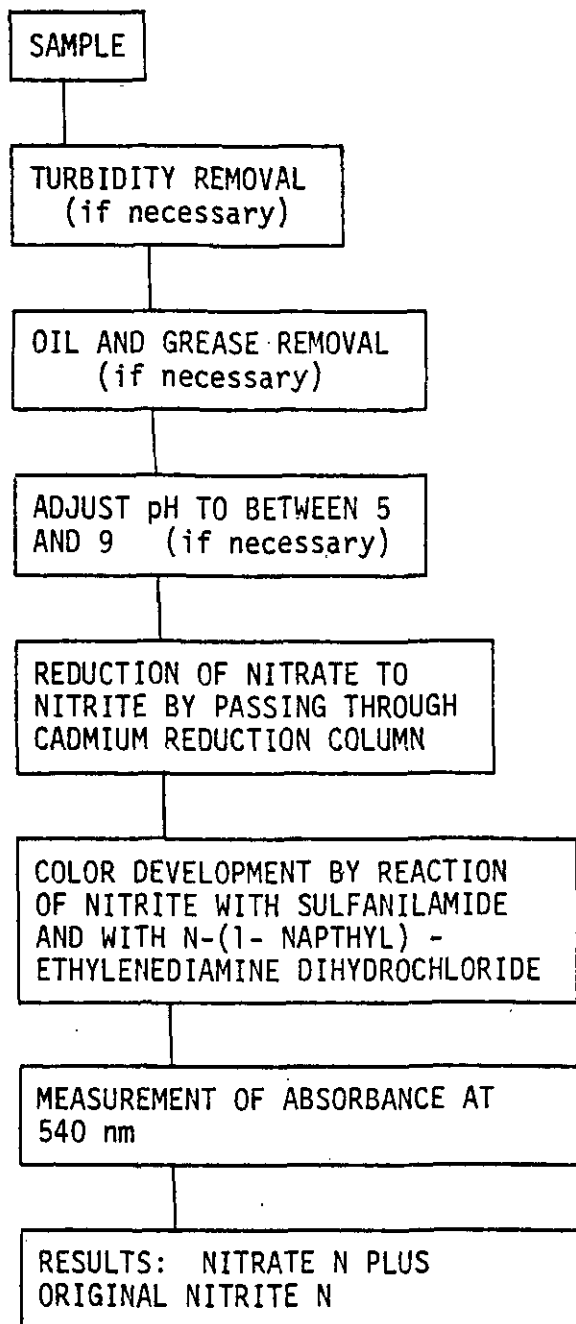 SAMPLE
TURBIDITY REMOVAL
(if necessary)
OIL AND GREASE REMOVAL
(if necessary)
ADJUST pH TO BETWEEN 5
AND 9 (if necessary)
REDUCTION OF NITRATE TO
NITRITE BY PASSING THROUGH
CADMIUM REDUCTION COLUMN
COLOR DEVELOPMENT BY REACTION
OF NITRITE WITH SULFANILAMIDE
AND WITH N-(1- NAPTHYL) -
ETHYLENEDIAMINE DIHYDROCHLORIDE
MEASUREMENT OF ABSORBANCE AT
540 nm
RESULTS: NITRATE N PLUS
ORIGINAL NITRITE N